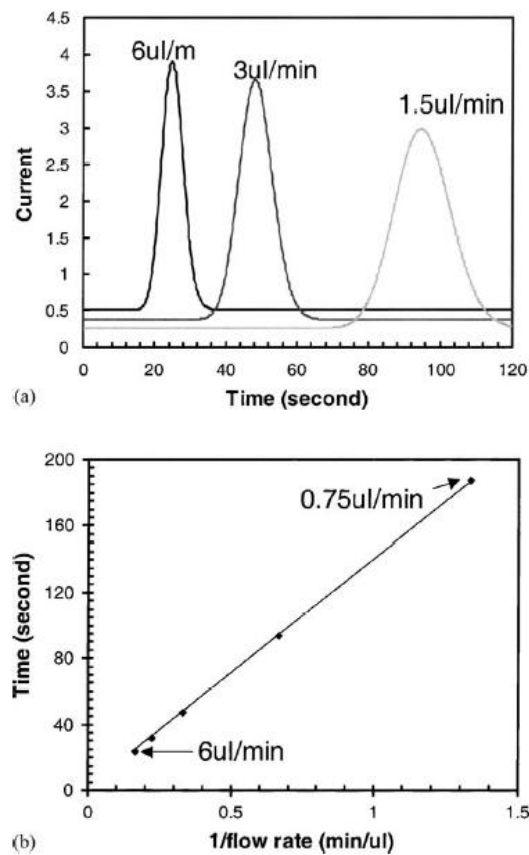 4.5
4
3.5
3
2.5
2
1.5
1
0.5
0
Current
6ul/m
3ul/min
1.5ul/min
0 20 40 60 80 100 120
(a)
Time (second)
200
160
120
80
40
0
Time (second)
0.75ul/min
6ul/min
0 0.5 1 1.5
(b)
1/flow rate (min/ul)